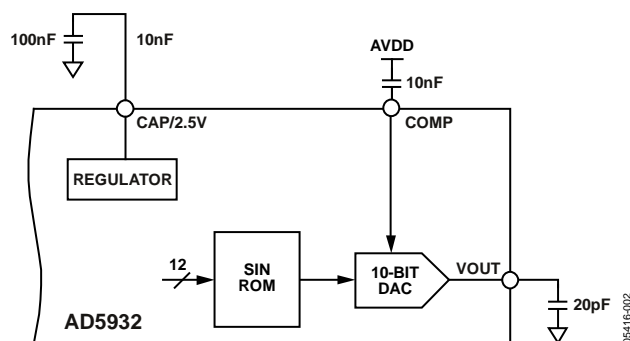 100nF
10nF
AVDD
10nF
CAP/2.5V
COMP
REGULATOR
12
SIN
ROM
10-BIT
DAC
VOUT
20pF
AD5932
05416-002